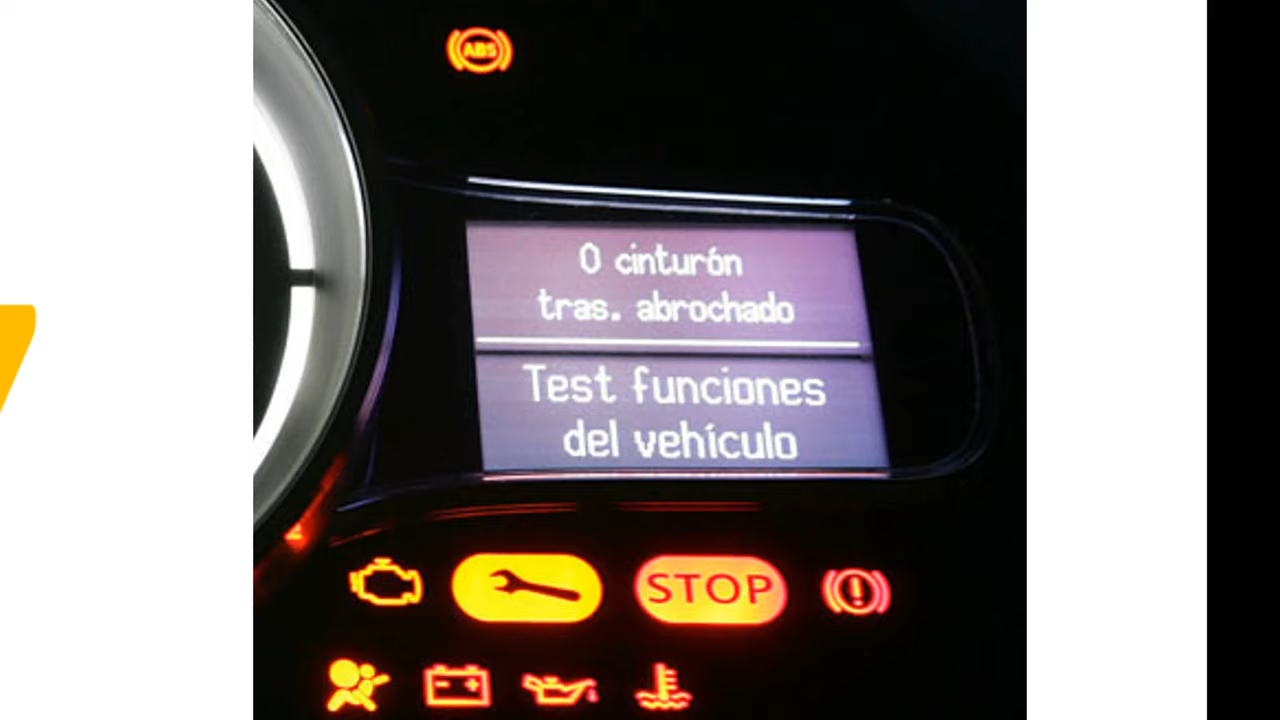 ABS
0 cinturón
tras. abrochado
Test funciones
del vehículo
STOP